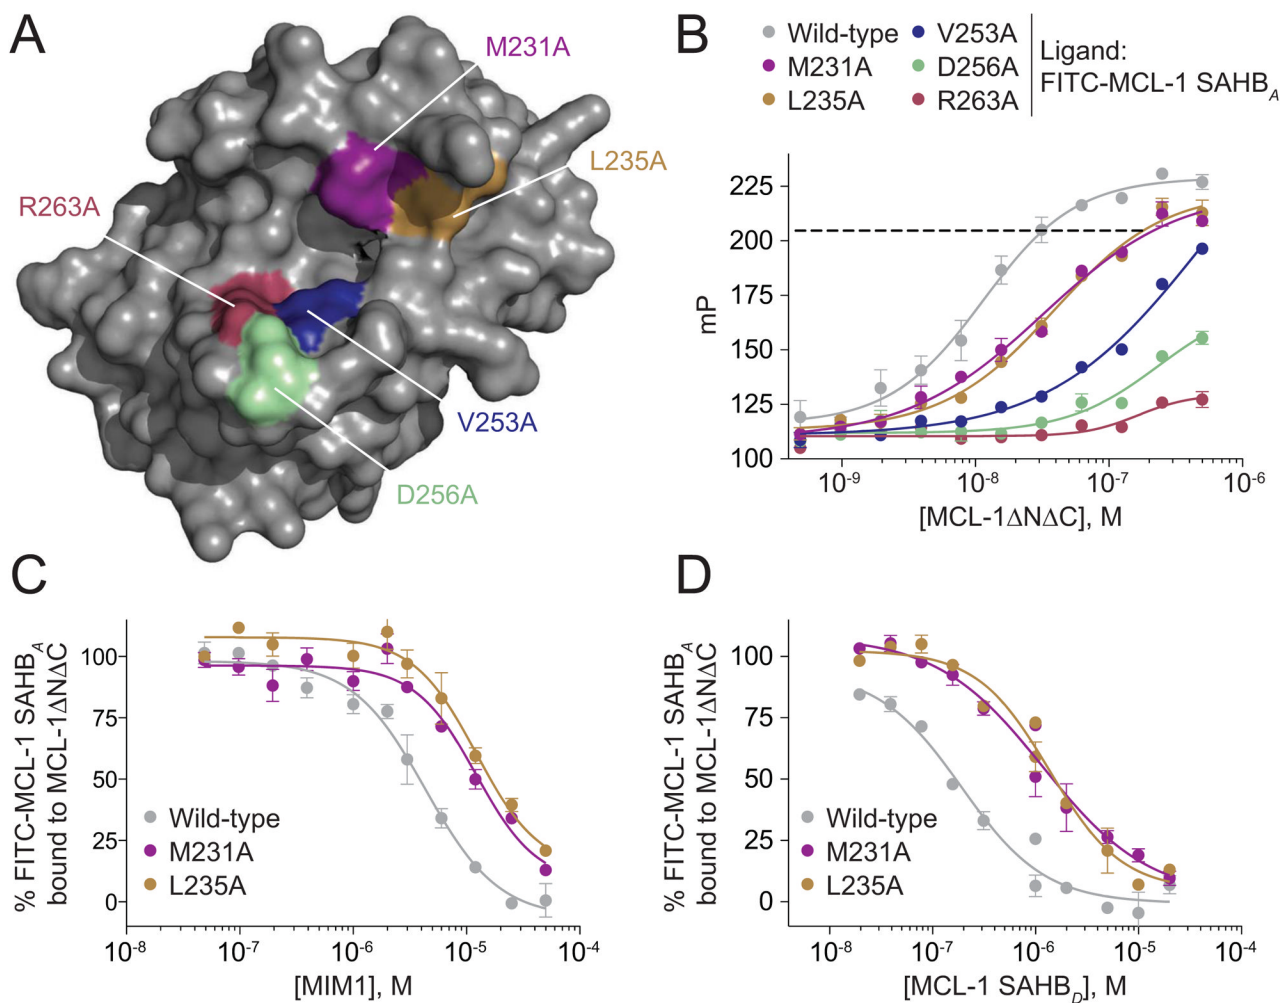 A
M231A
L235A
R263A
V253A
D256A
B
Wild-type
V253A
M231A
D256A
L235A
R263A
Ligand:
FITC-MCL-1 SAHB_A
mP
225
200
175
150
125
100
10^-9
10^-8
10^-7
10^-6
[MCL-1ΔNΔC], M
C
% FITC-MCL-1 SAHB_A
bound to MCL-1ΔNΔC
100
75
50
25
0
Wild-type
M231A
L235A
10^-8
10^-7
10^-6
10^-5
10^-4
[MIM1], M
D
% FITC-MCL-1 SAHB_A
bound to MCL-1ΔNΔC
100
75
50
25
0
Wild-type
M231A
L235A
10^-8
10^-7
10^-6
10^-5
10^-4
[MCL-1 SAHB_D], M